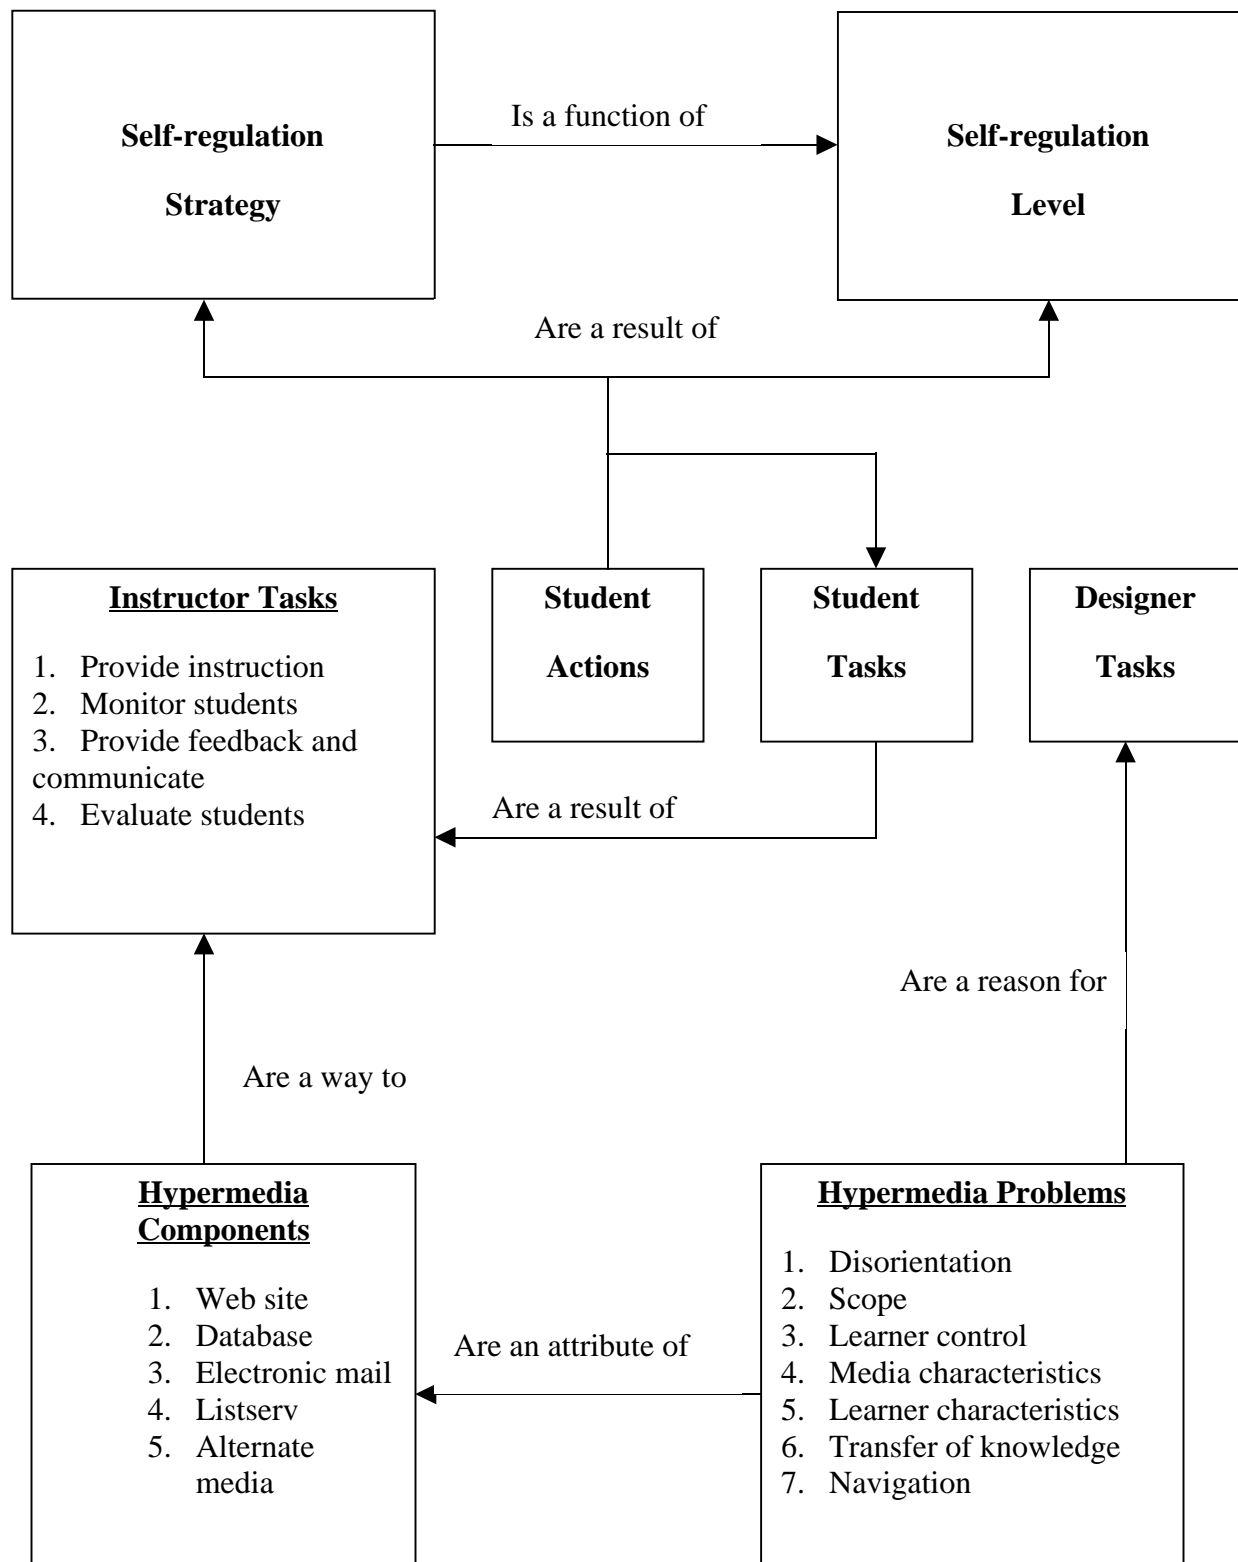 Self-regulation
Strategy
Is a function of
Self-regulation
Level
Are a result of
Instructor Tasks
1. Provide instruction
2. Monitor students
3. Provide feedback and
communicate
4. Evaluate students
Student
Actions
Student
Tasks
Designer
Tasks
Are a result of
Are a reason for
Are a way to
Hypermedia
Components
1. Web site
2. Database
3. Electronic mail
4. Listserv
5. Alternate
media
Are an attribute of
Hypermedia Problems
1. Disorientation
2. Scope
3. Learner control
4. Media characteristics
5. Learner characteristics
6. Transfer of knowledge
7. Navigation